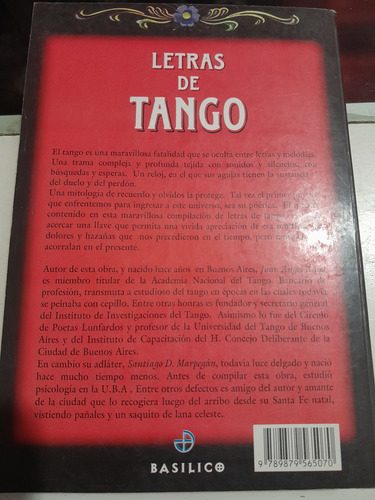 LETRAS
DE
TANGO
El tango es una maravillosa fatalidad que se oculta entre letras y melodías.
Una trama compleja y profunda tejida con sonidos y silencios, con
búsquedas y esperas. Un reloj, en el que sus agujas tienen la sustancia
del duelo y del perdón.
Una mitología de recuerdo y olvidos la protege. Tal vez el primer
que enfrentemos para ingresar a este universo, sea su poética. El
contenido en esta maravillosa compilación de letras de tango,
acercar una llave que permita una vívida apreciación de esa
dolores y hazañas que nos precedieron en el tiempo, pero
acorralan en el presente.
Autor de esta obra, y nacido hace años en Buenos Aires, Juan Angel
es miembro titular de la Academia Nacional del Tango. Bancario de
profesión, transmuta a estudioso del tango en época en las cuales todavía
se peinaba con cepillo. Entre otras honras es fundador y secretario general
del Instituto de Investigaciones del Tango. Asimismo lo fue del Círculo
de Poetas Lunfardos y profesor de la Universidad del Tango de Buenos
Aires y del Instituto de Capacitación del H. Concejo Deliberante de la
Ciudad de Buenos Aires.
En cambio su adláter, Santiago D. Marpegán, todavía luce delgado y nació
hace mucho tiempo menos. Antes de compilar esta obra, estudió
psicología en la U.B.A . Entre otros defectos es amigo del autor y amante
de la ciudad que lo recogiera luego del arribo desde su Santa Fe natal,
vistiendo pañales y un saquito de lana celeste.
BASILICO
9 789879 565070